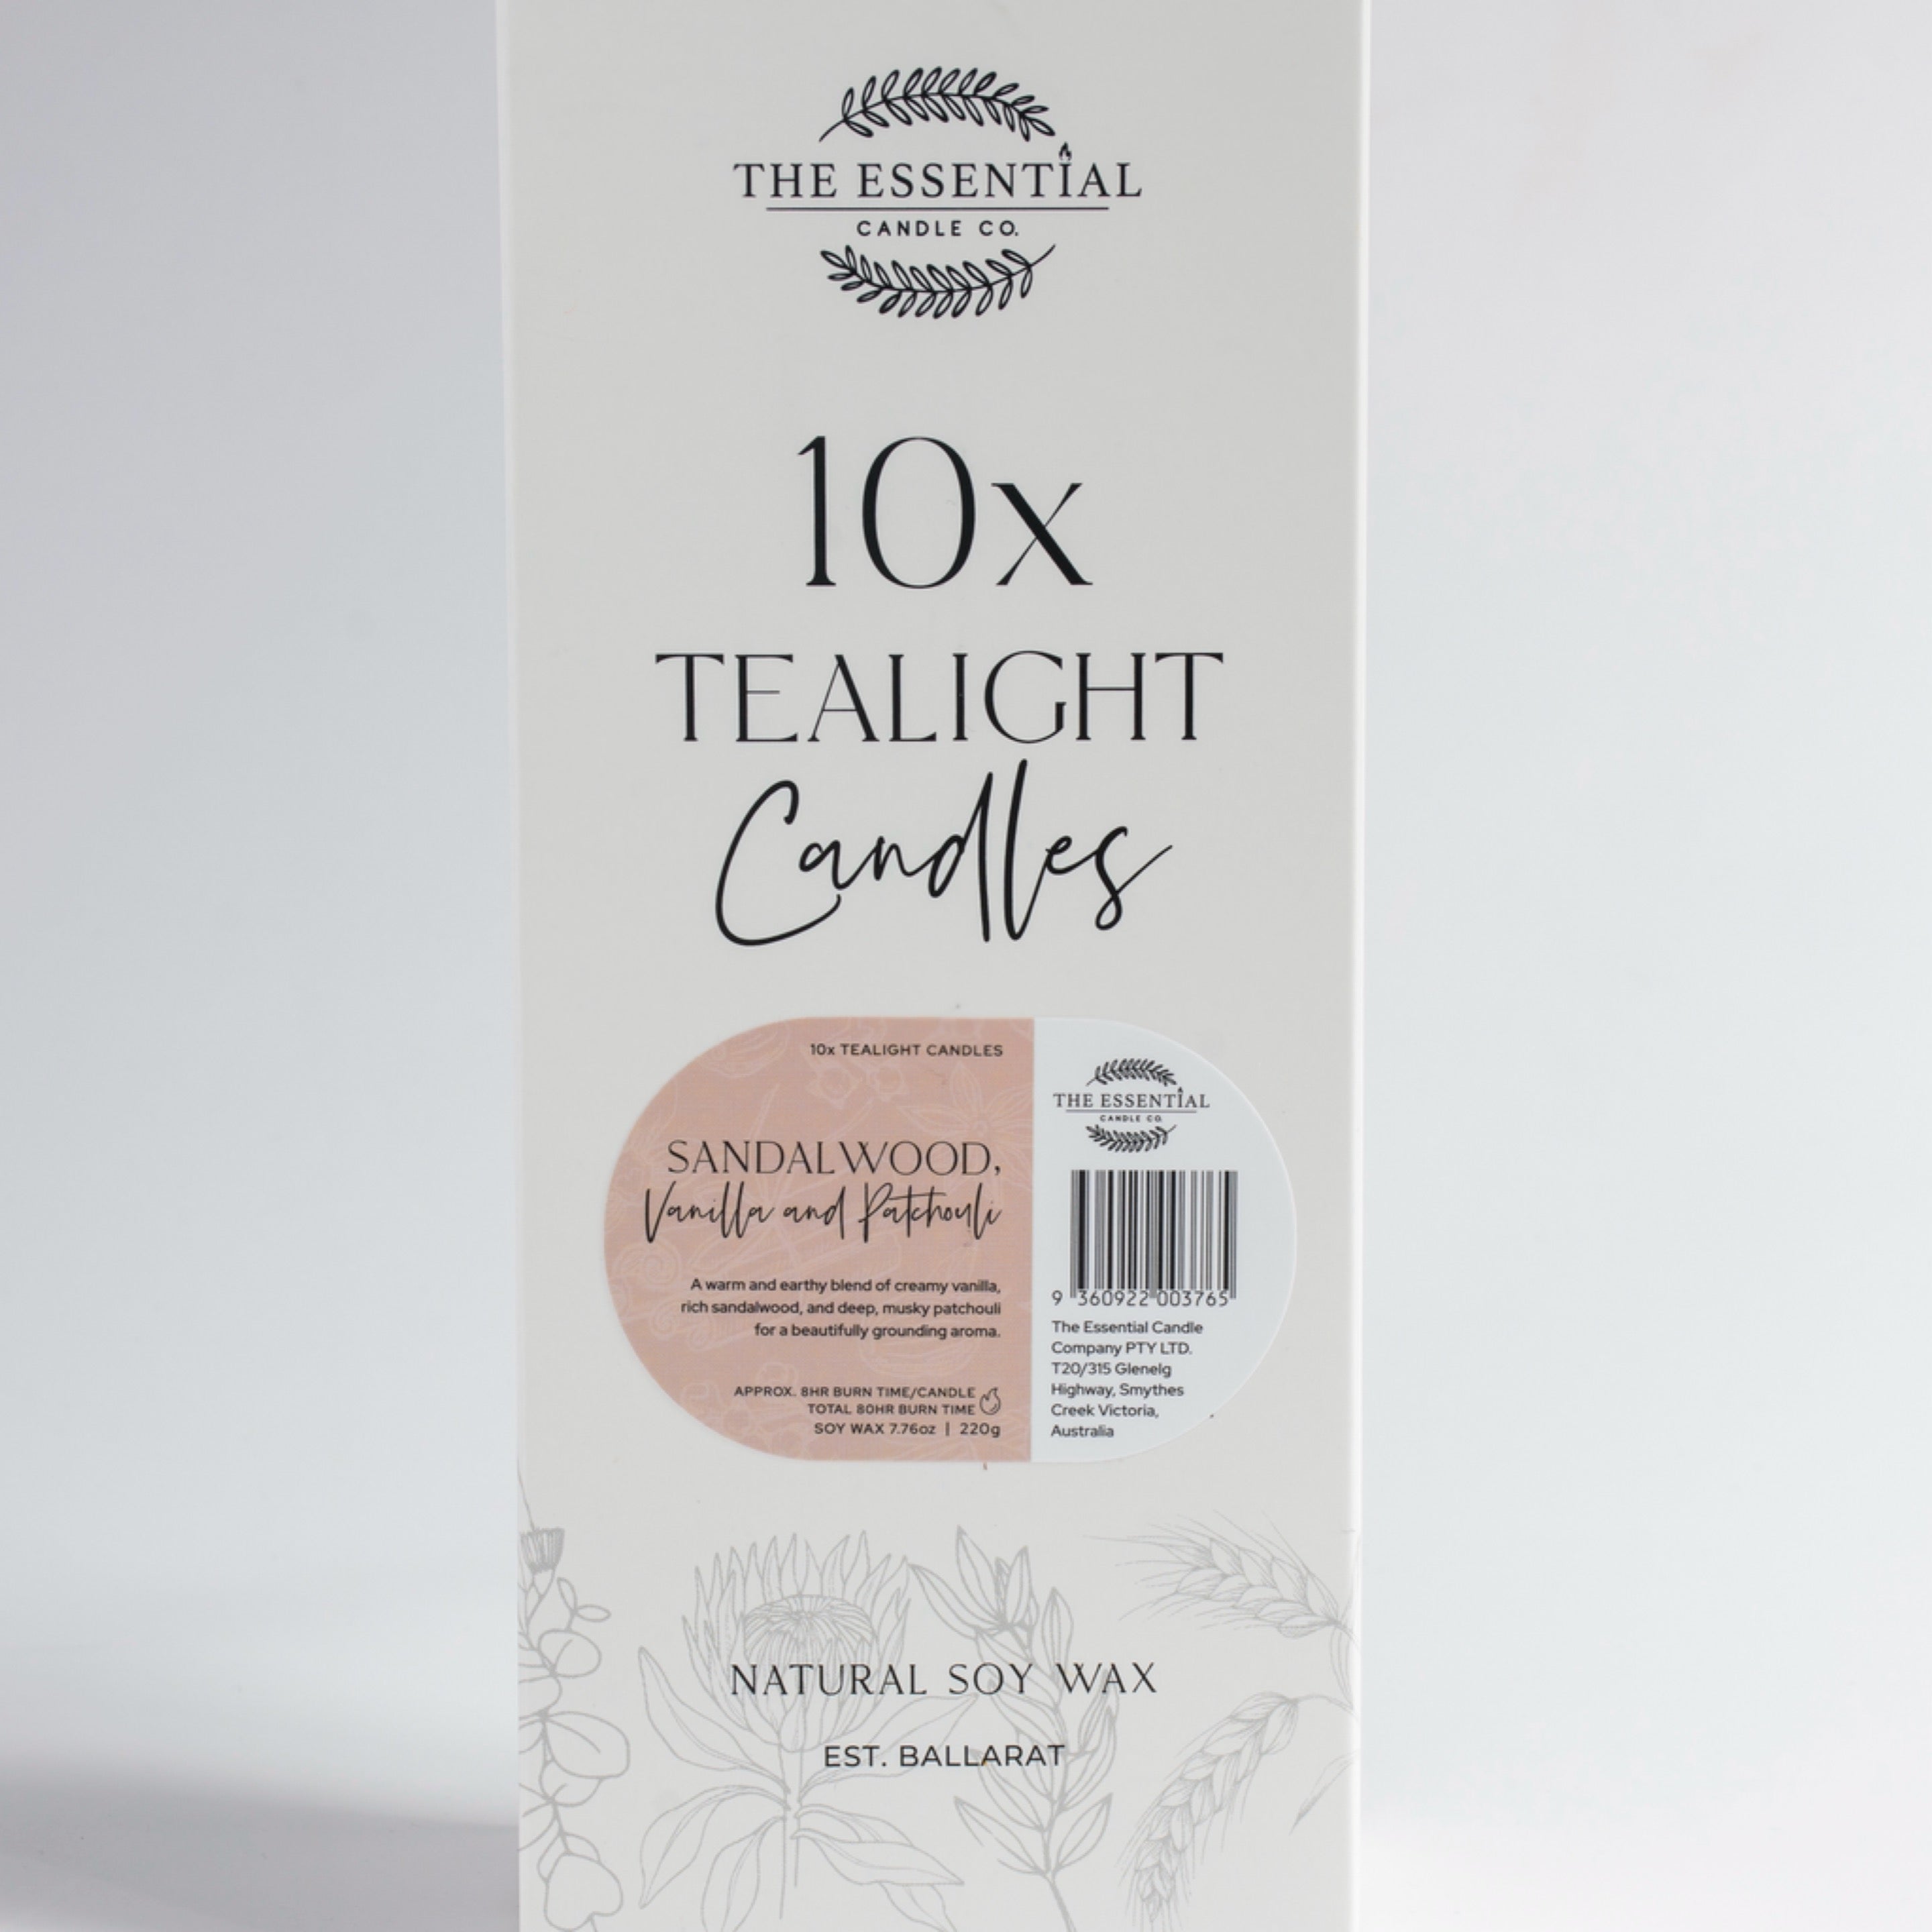 THE ESSENTIAL
CANDLE CO.
10x
TEALIGHT
Candles
10x TEALIGHT CANDLES
SANDALWOOD,
Vanilla and Patchouli
A warm and earthy blend of creamy vanilla,
rich sandalwood, and deep, musky patchouli
for a beautifully grounding aroma.
APPROX. 8HR BURN TIME/CANDLE
TOTAL 80HR BURN TIME
SOY WAX 7.76oz | 220g
THE ESSENTIAL
CANDLE CO.
9 360922 003765
The Essential Candle
Company PTY LTD.
T20/315 Glenelg
Highway, Smythes
Creek Victoria,
Australia
NATURAL SOY WAX
EST. BALLARAT